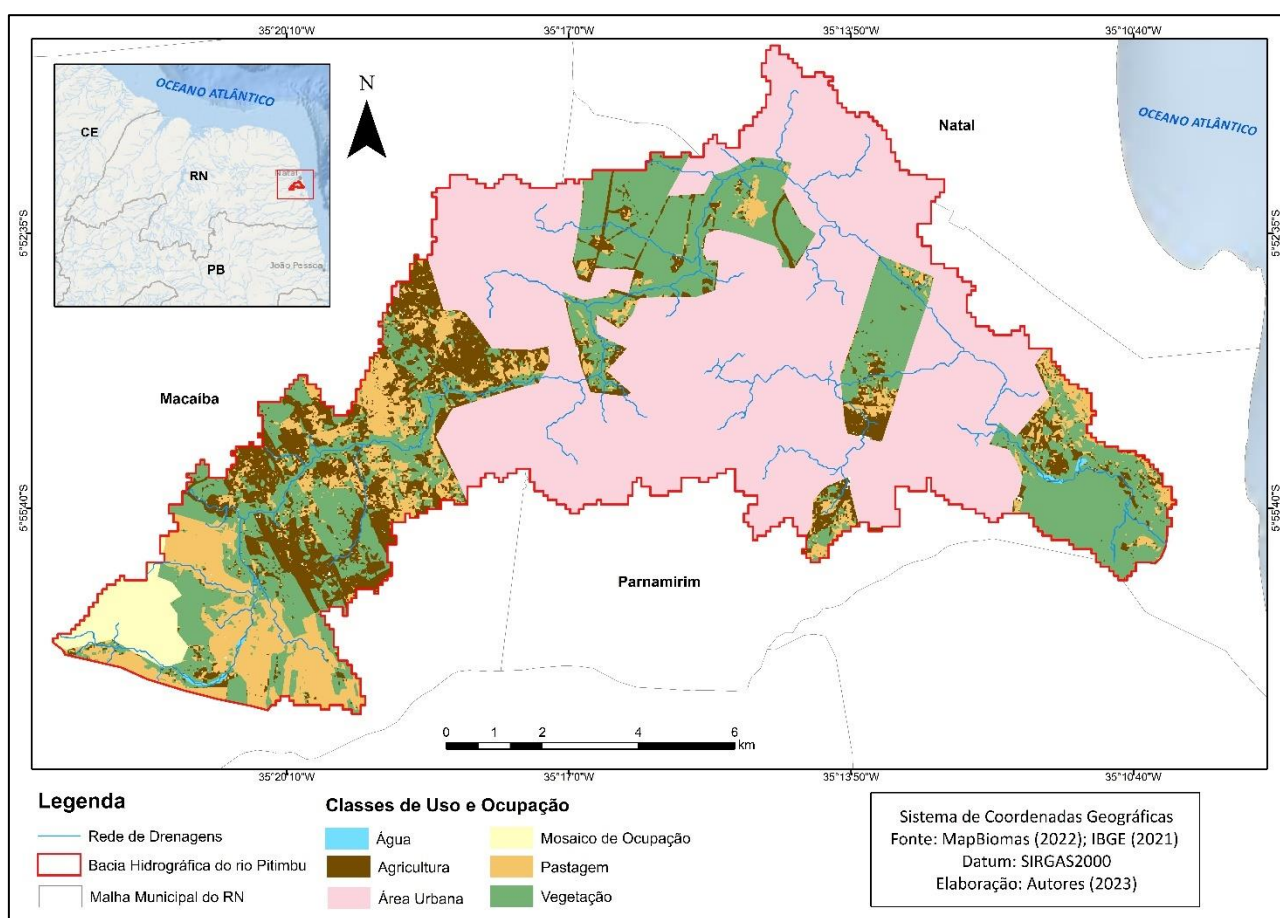 35°20'10"W
35°17'0"W
35°13'50"W
35°10'40"W
OCEANO ATLÂNTICO
CE
RN
Natal
PB
João Pessoa
N
Natal
OCEANO ATLÂNTICO
5°52'35"S
5°52'35"S
Macaíba
5°55'40"S
5°55'40"S
Parnamirim
0 1 2 4 6
km
35°20'10"W
35°17'0"W
35°13'50"W
35°10'40"W
Legenda
Rede de Drenagens
Bacia Hidrográfica do rio Pitimbu
Malha Municipal do RN
Classes de Uso e Ocupação
Água
Agricultura
Área Urbana
Mosaico de Ocupação
Pastagem
Vegetação
Sistema de Coordenadas Geográficas
Fonte: MapBiomas (2022); IBGE (2021)
Datum: SIRGAS2000
Elaboração: Autores (2023)